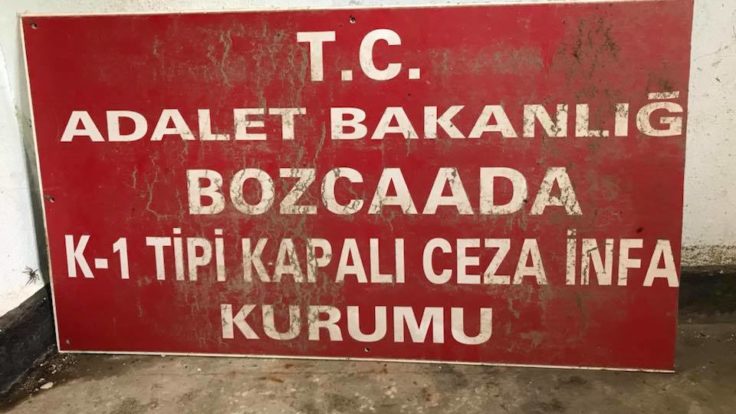 T.C.
ADALET BAKANLIĞ
BOZCAADA
K-1 TİPİ KAPALI CEZA İNFA
KURUMU